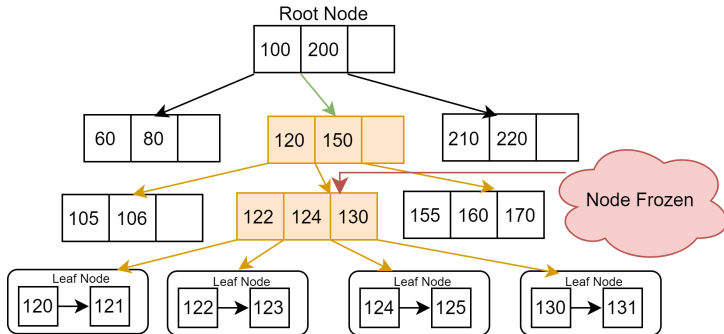 Root Node
100 200
60 80
120 150
210 220
105 106
122 124 130
155 160 170
Node Frozen
Leaf Node
120 121
Leaf Node
122 123
Leaf Node
124 125
Leaf Node
130 131